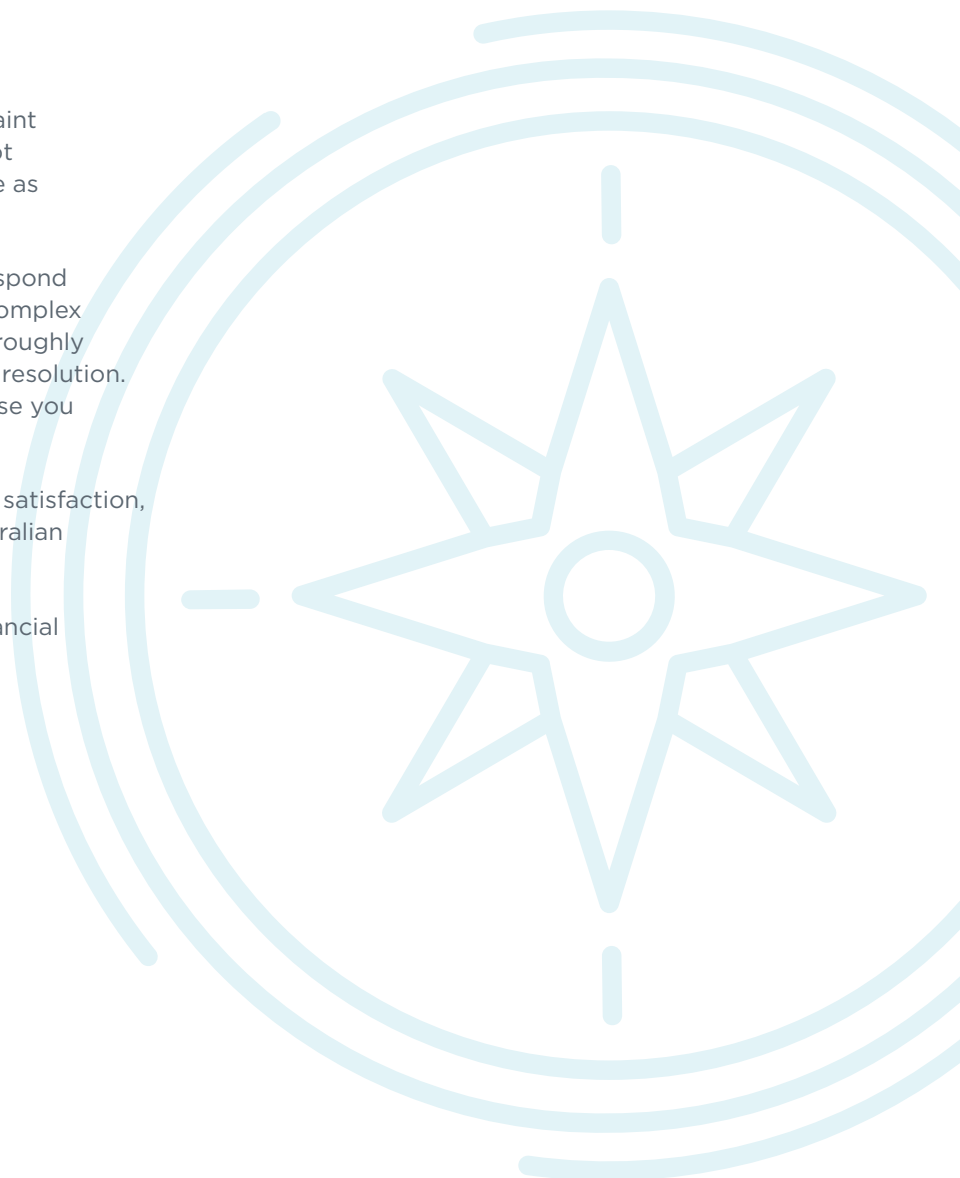 aint
ot
e as
spond
omplex
roughly
resolution.
se you
satisfaction,
ralian
ancial